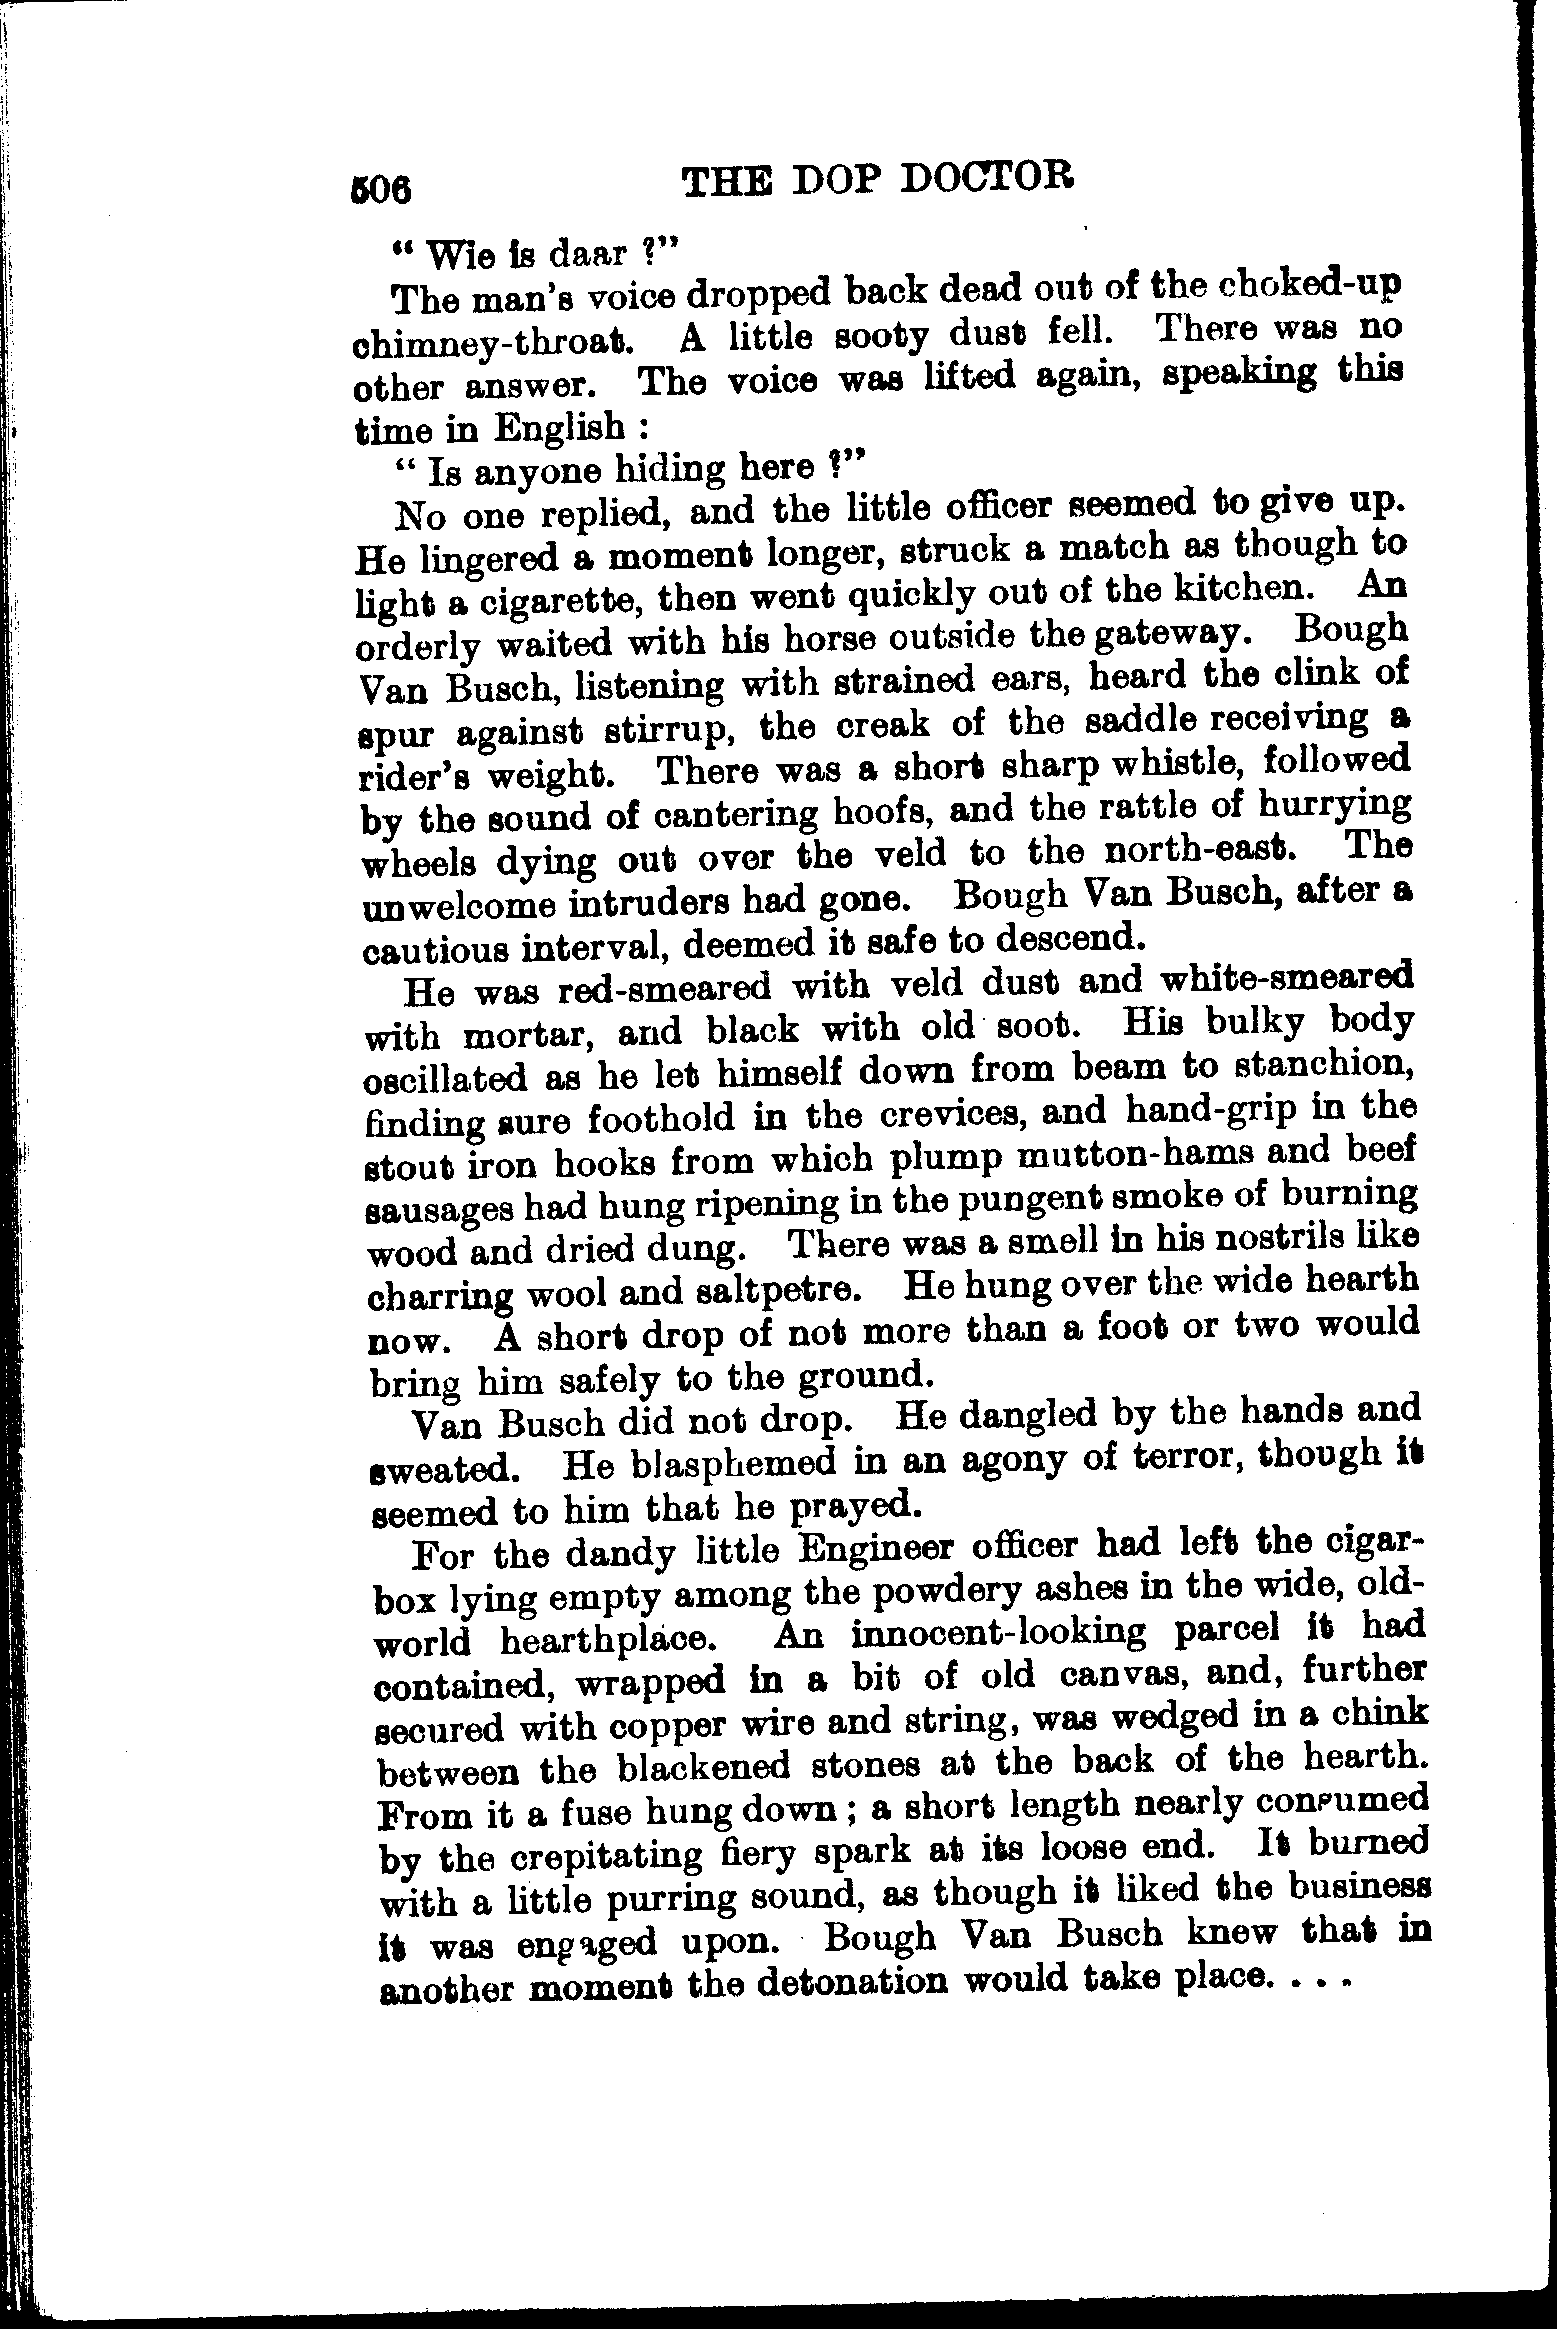 506 THE DOP DOCTOR
“ Wie is daar ?”
The man’s voice dropped back dead out of the choked-up
chimney-throat. A little sooty dust fell. There was no
other answer. The voice was lifted again, speaking this
time in English :
“ Is anyone hiding here ?”
No one replied, and the little officer seemed to give up.
He lingered a moment longer, struck a match as though to
light a cigarette, then went quickly out of the kitchen. An
orderly waited with his horse outside the gateway. Bough
Van Busch, listening with strained ears, heard the clink of
spur against stirrup, the creak of the saddle receiving a
rider’s weight. There was a short sharp whistle, followed
by the sound of cantering hoofs, and the rattle of hurrying
wheels dying out over the veld to the north-east. The
unwelcome intruders had gone. Bough Van Busch, after a
cautious interval, deemed it safe to descend.
He was red-smeared with veld dust and white-smeared
with mortar, and black with old soot. His bulky body
oscillated as he let himself down from beam to stanchion,
finding sure foothold in the crevices, and hand-grip in the
stout iron hooks from which plump mutton-hams and beef
sausages had hung ripening in the pungent smoke of burning
wood and dried dung. There was a smell in his nostrils like
charring wool and saltpetre. He hung over the wide hearth
now. A short drop of not more than a foot or two would
bring him safely to the ground.
Van Busch did not drop. He dangled by the hands and
sweated. He blasphemed in an agony of terror, though it
seemed to him that he prayed.
For the dandy little Engineer officer had left the cigar-
box lying empty among the powdery ashes in the wide, old-
world hearthplace. An innocent-looking parcel it had
contained, wrapped in a bit of old canvas, and, further
secured with copper wire and string, was wedged in a chink
between the blackened stones at the back of the hearth.
From it a fuse hung down ; a short length nearly consumed
by the crepitating fiery spark at its loose end. It burned
with a little purring sound, as though it liked the business
it was engaged upon. Bough Van Busch knew that in
another moment the detonation would take place. . . .